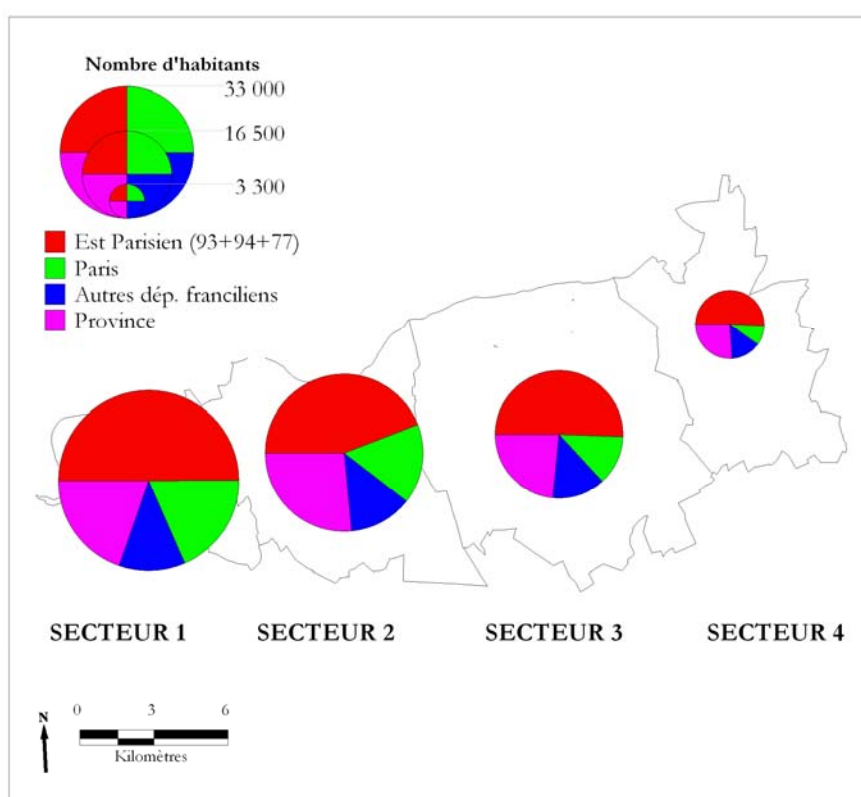 Nombre d'habitants
33 000
16 500
3 300
Est Parisien (93+94+77)
Paris
Autres dép. franciliens
Province
SECTEUR 1
SECTEUR 2
SECTEUR 3
SECTEUR 4
N
0 3 6
Kilomètres